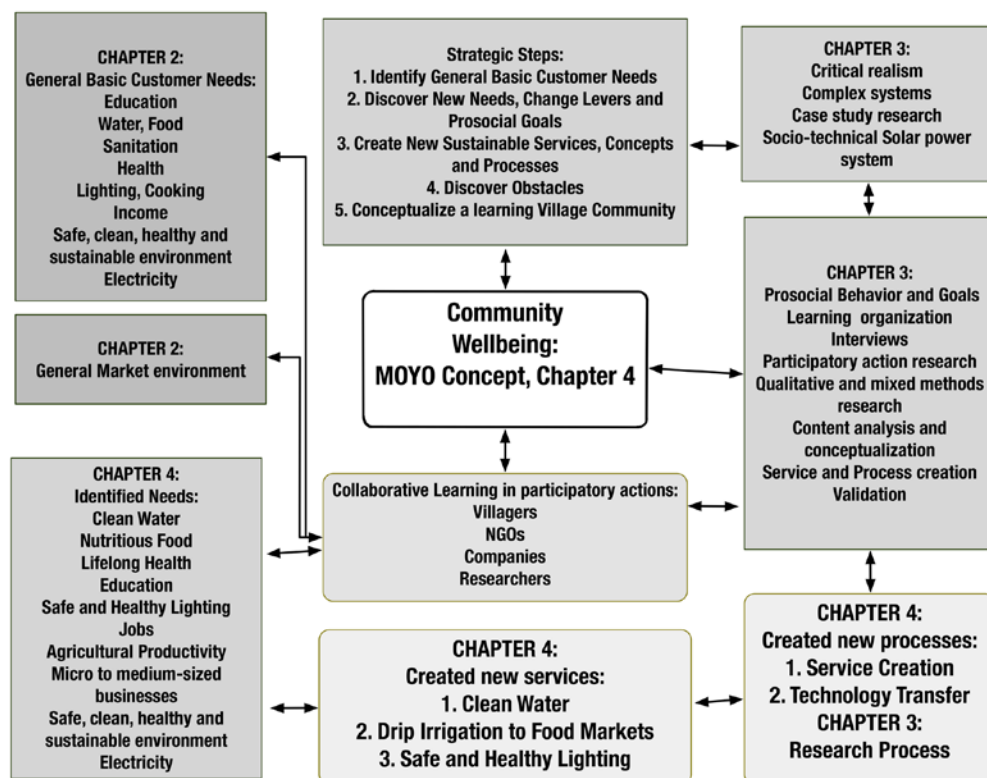 CHAPTER 2:
General Basic Customer Needs:
Education
Water, Food
Sanitation
Health
Lighting, Cooking
Income
Safe, clean, healthy and
sustainable environment
Electricity
Strategic Steps:
1. Identify General Basic Customer Needs
2. Discover New Needs, Change Levers and
Prosocial Goals
3. Create New Sustainable Services, Concepts
and Processes
4. Discover Obstacles
5. Conceptualize a learning Village Community
CHAPTER 3:
Critical realism
Complex systems
Case study research
Socio-technical Solar power
system
CHAPTER 2:
General Market environment
Community
Wellbeing:
MOYO Concept, Chapter 4
CHAPTER 3:
Prosocial Behavior and Goals
Learning organization
Interviews
Participatory action research
Qualitative and mixed methods
research
Content analysis and
conceptualization
Service and Process creation
Validation
CHAPTER 4:
Identified Needs:
Clean Water
Nutritious Food
Lifelong Health
Education
Safe and Healthy Lighting
Jobs
Agricultural Productivity
Micro to medium-sized
businesses
Safe, clean, healthy and
sustainable environment
Electricity
Collaborative Learning in participatory actions:
Villagers
NGOs
Companies
Researchers
CHAPTER 4:
Created new services:
1. Clean Water
2. Drip Irrigation to Food Markets
3. Safe and Healthy Lighting
CHAPTER 4:
Created new processes:
1. Service Creation
2. Technology Transfer
CHAPTER 3:
Research Process